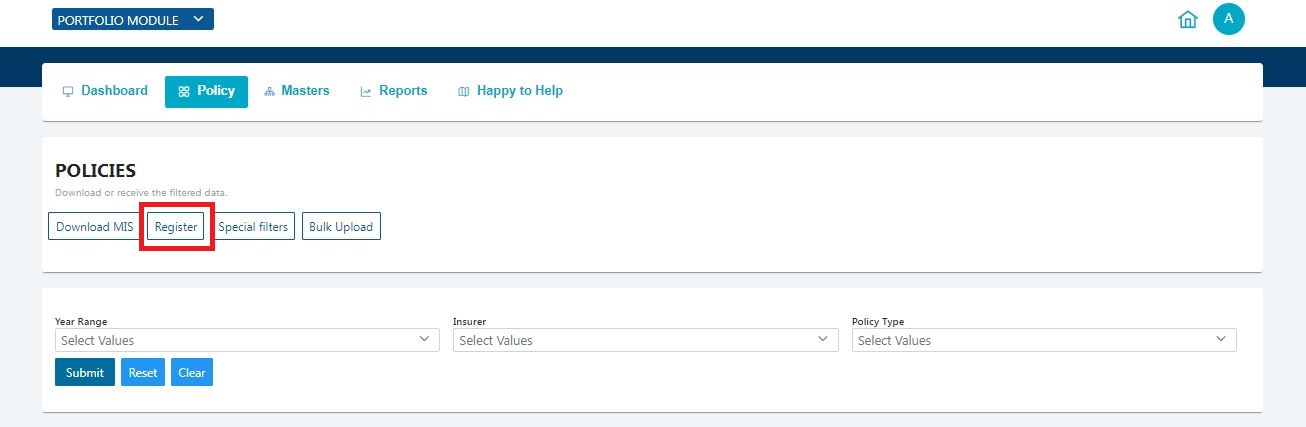 PORTFOLIO MODULE
A
Dashboard Policy Masters Reports Happy to Help
POLICIES
Download or receive the filtered data.
Download MIS Register Special filters Bulk Upload
Year Range Insurer Policy Type
Select Values Select Values Select Values
Submit Reset Clear